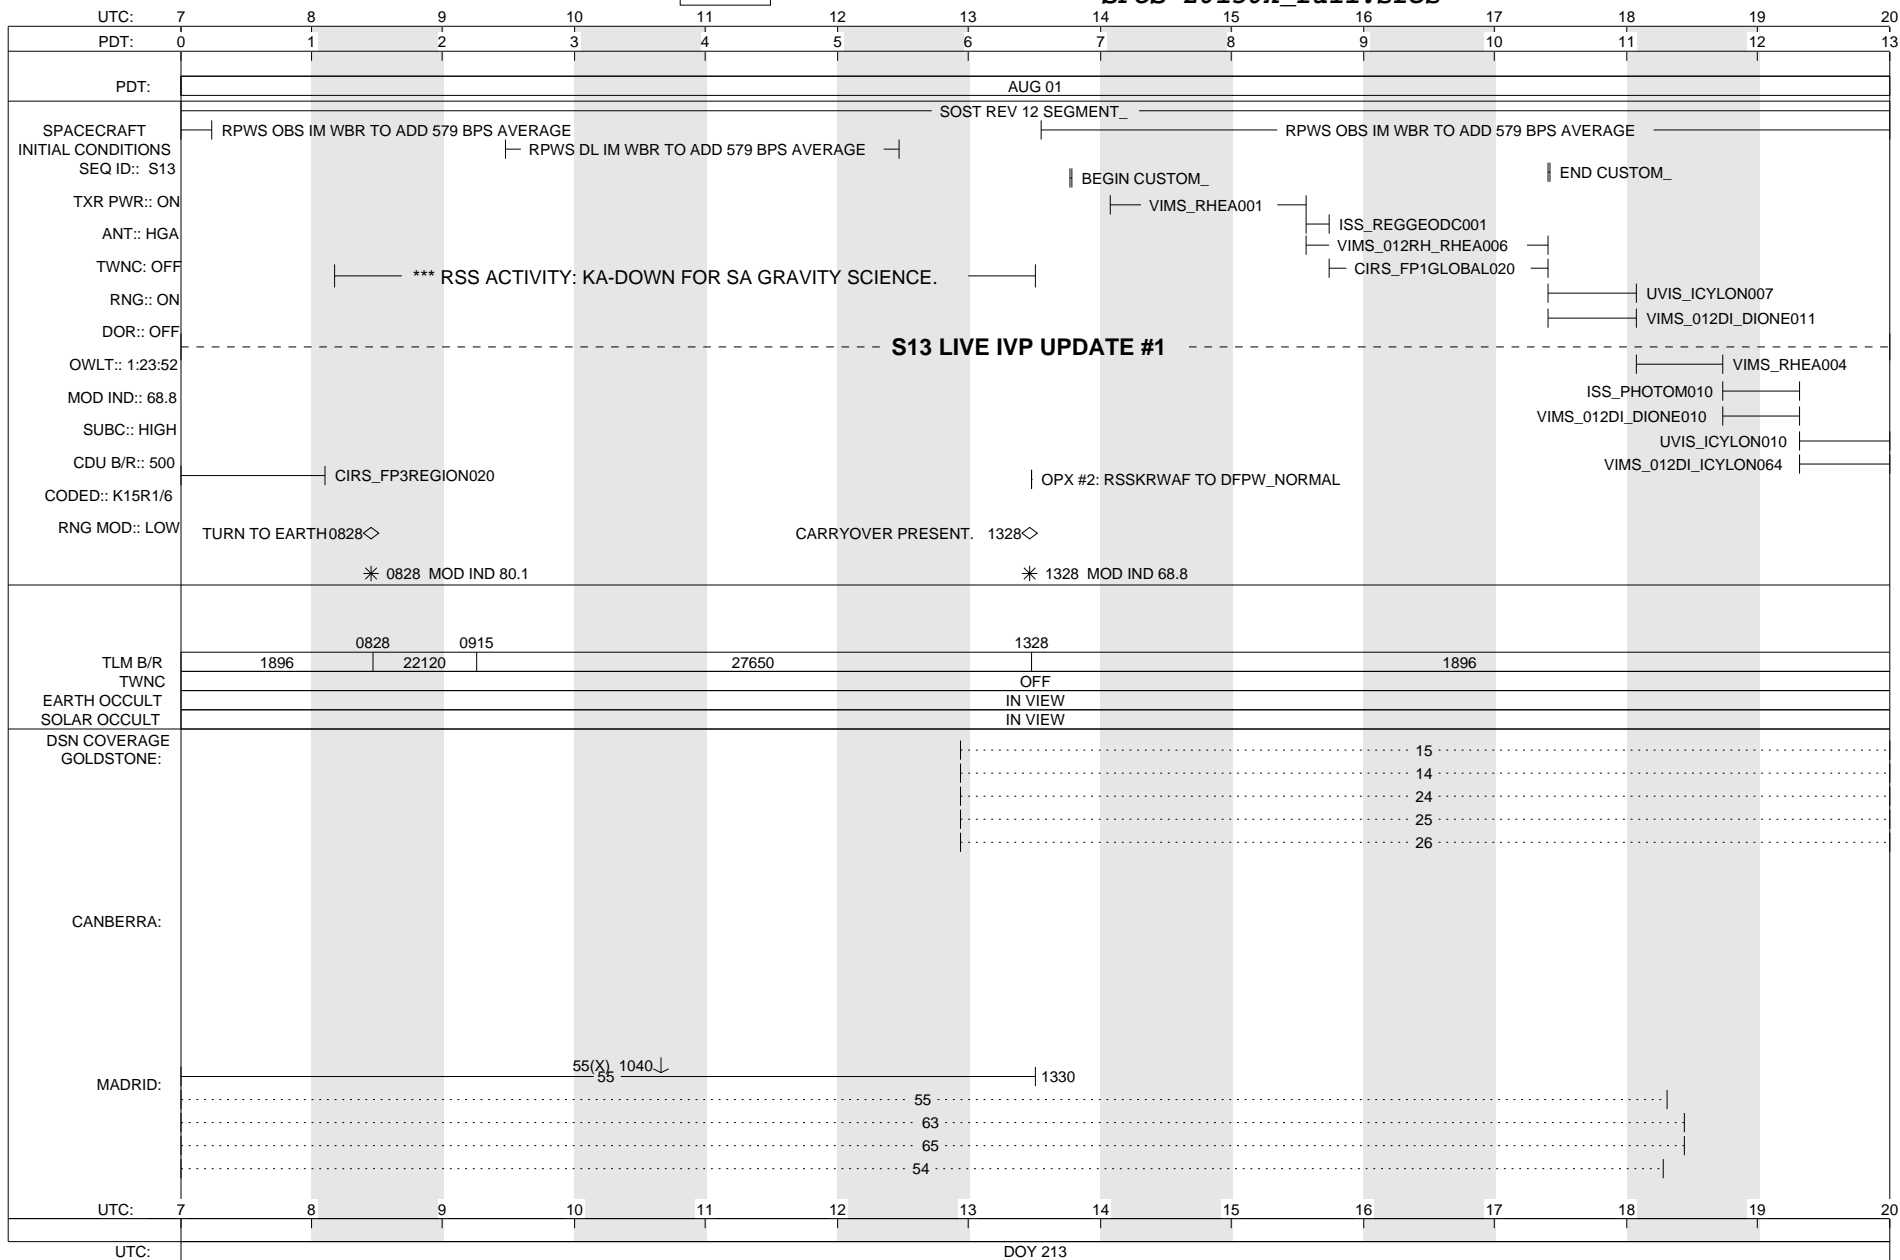 UTC: 7 8 9 10 11 12 13 14 15 16 17 18 19 20
PDT: 0 1 2 3 4 5 6 7 8 9 10 11 12 13
PDT: AUG 01
SOST REV 12 SEGMENT_
SPACECRAFT RPWS OBS IM WBR TO ADD 579 BPS AVERAGE RPWS OBS IM WBR TO ADD 579 BPS AVERAGE
INITIAL CONDITIONS RPWS DL IM WBR TO ADD 579 BPS AVERAGE
SEQ ID:: S13 BEGIN CUSTOM_ END CUSTOM_
TXR PWR:: ON VIMS_RHEA001
ISS_REGGEODC001
ANT:: HGA VIMS_012RH_RHEA006
TWNC: OFF *** RSS ACTIVITY: KA-DOWN FOR SA GRAVITY SCIENCE. CIRS_FP1GLOBAL020
RNG:: ON UVIS_ICYLON007
DOR:: OFF VIMS_012DI_DIONE011
S13 LIVE IVP UPDATE #1
OWLT:: 1:23:52 VIMS_RHEA004
MOD IND:: 68.8 ISS_PHOTOM010
VIMS_012DI_DIONE010
SUBC:: HIGH UVIS_ICYLON010
CDU B/R:: 500 VIMS_012DI_ICYLON064
CIRS_FP3REGION020 OPX #2: RSSKRWAF TO DFPW_NORMAL
CODED:: K15R1/6
RNG MOD:: LOW TURN TO EARTH 0828 CARRYOVER PRESENT. 1328
0828 MOD IND 80.1 1328 MOD IND 68.8
0828 0915 1328
TLM B/R 1896 22120 27650 1896
TWNC OFF
EARTH OCCULT IN VIEW
SOLAR OCCULT IN VIEW
DSN COVERAGE
GOLDSTONE: 15
14
24
25
26
CANBERRA:
55(X) 1040
MADRID: 55 1330
55
63
65
54
UTC: 7 8 9 10 11 12 13 14 15 16 17 18 19 20
UTC: DOY 213